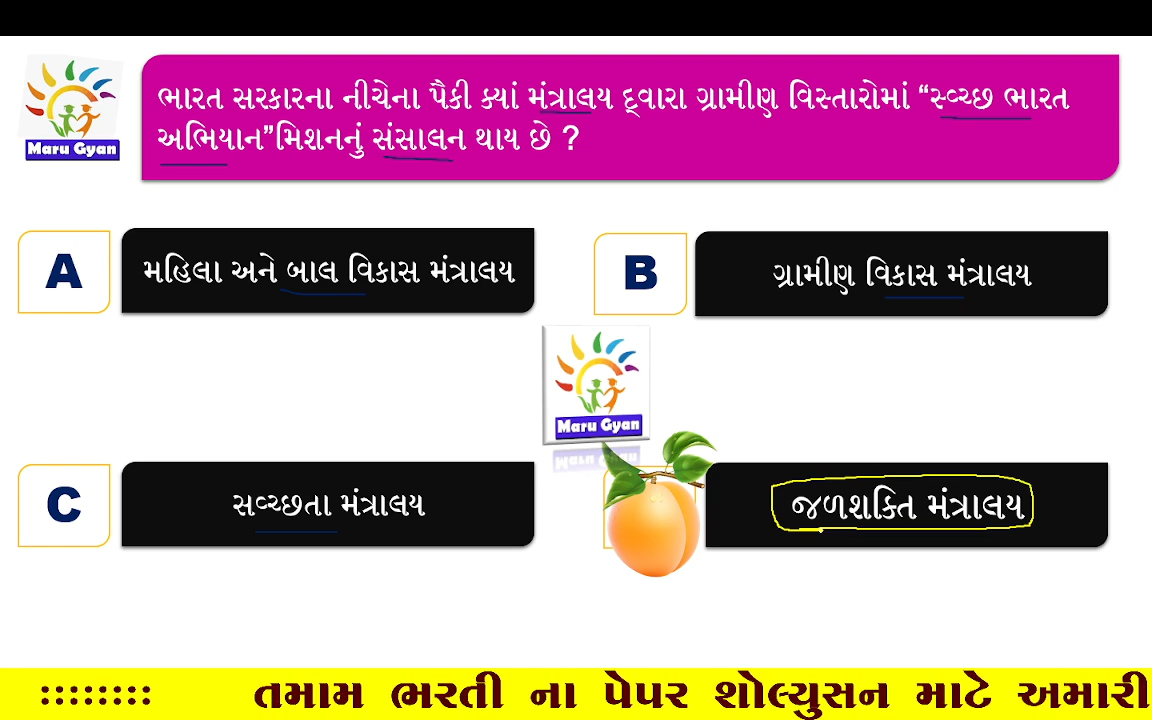 Maru Gyan
ભારત સરકારના નીચેના પૈકી ક્યાં મંત્રાલય દ્વારા ગ્રામીણ વિસ્તારોમાં “સ્વ્ચ્છ ભારત
અભિયાન”મિશનનું સંસાલન થાય છે ?
A
મહિલા અને બાલ વિકાસ મંત્રાલય
B
ગ્રામીણ વિકાસ મંત્રાલય
Maru Gyan
C
સવ્ચ્છતા મંત્રાલય
જળશક્તિ મંત્રાલય
:::::::: તમામ ભરતી ના પેપર શોલ્યુસન માટે અમારી